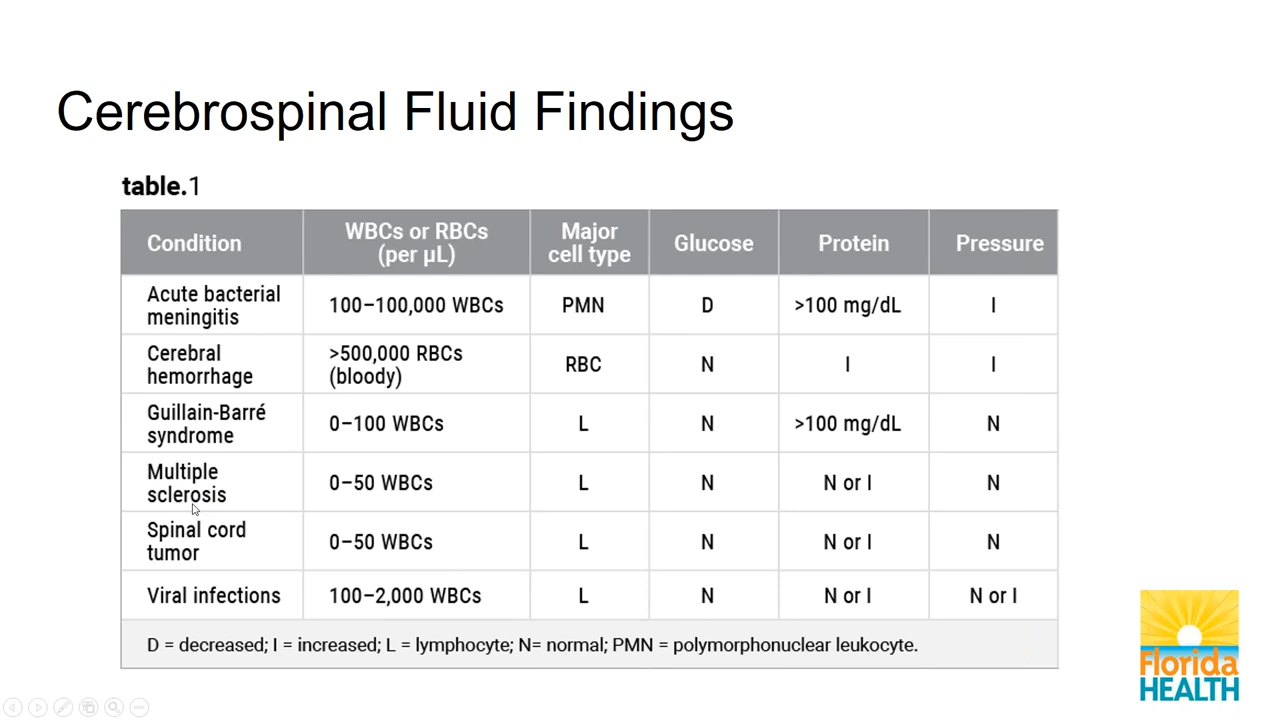 Cerebrospinal Fluid Findings
table.1
Condition WBCs or RBCs (per µL) Major cell type Glucose Protein Pressure
Acute bacterial meningitis 100–100,000 WBCs PMN D >100 mg/dL I
Cerebral hemorrhage >500,000 RBCs (bloody) RBC N I I
Guillain-Barré syndrome 0–100 WBCs L N >100 mg/dL N
Multiple sclerosis 0–50 WBCs L N N or I N
Spinal cord tumor 0–50 WBCs L N N or I N
Viral infections 100–2,000 WBCs L N N or I N or I
D = decreased; I = increased; L = lymphocyte; N= normal; PMN = polymorphonuclear leukocyte.
Florida
HEALTH